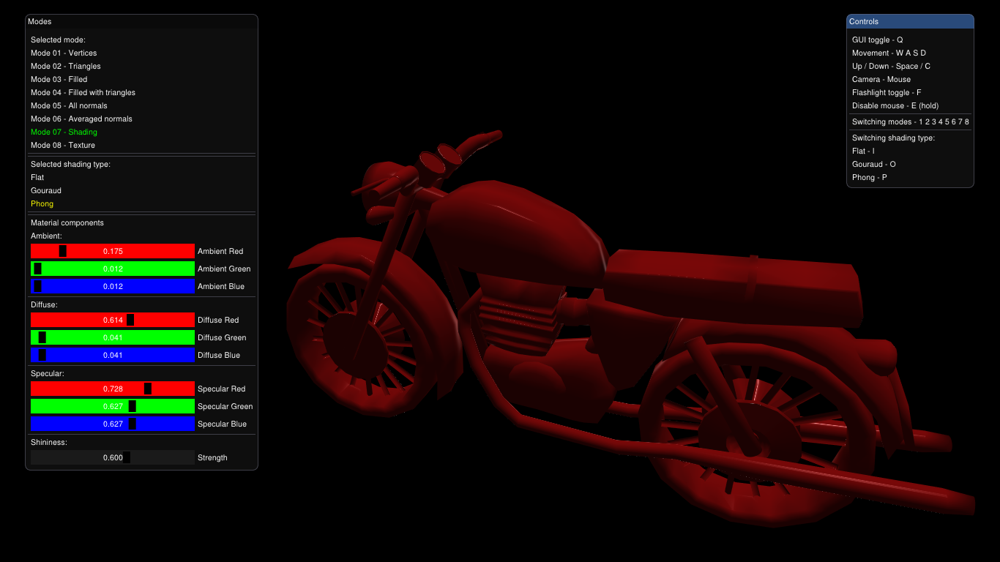 Modes
Selected mode:
Mode 01 - Vertices
Mode 02 - Triangles
Mode 03 - Filled
Mode 04 - Filled with triangles
Mode 05 - All normals
Mode 06 - Averaged normals
Mode 07 - Shading
Mode 08 - Texture
Selected shading type:
Flat
Gouraud
Phong
Material components
Ambient:
0.175 Ambient Red
0.012 Ambient Green
0.012 Ambient Blue
Diffuse:
0.614 Diffuse Red
0.041 Diffuse Green
0.041 Diffuse Blue
Specular:
0.728 Specular Red
0.627 Specular Green
0.627 Specular Blue
Shininess:
0.600 Strength
Controls
GUI toggle - Q
Movement - W A S D
Up / Down - Space / C
Camera - Mouse
Flashlight toggle - F
Disable mouse - E (hold)
Switching modes - 1 2 3 4 5 6 7 8
Switching shading type:
Flat - I
Gouraud - O
Phong - P